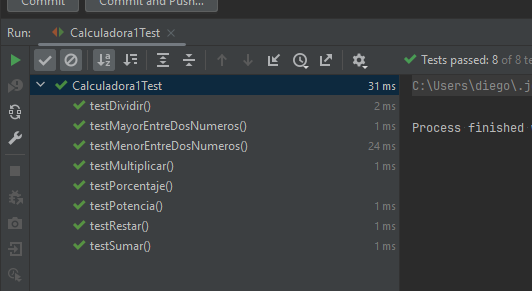 Commit
Commit and Push...
Run:
Calculadora1Test
Tests passed: 8 of 8 te
Calculadora1Test
31 ms
C:\Users\diego\.j
testDividir()
2 ms
testMayorEntreDosNumeros()
1 ms
Process finished
testMenorEntreDosNumeros()
24 ms
testMultiplicar()
1 ms
testPorcentaje()
testPotencia()
1 ms
testRestar()
1 ms
testSumar()
1 ms